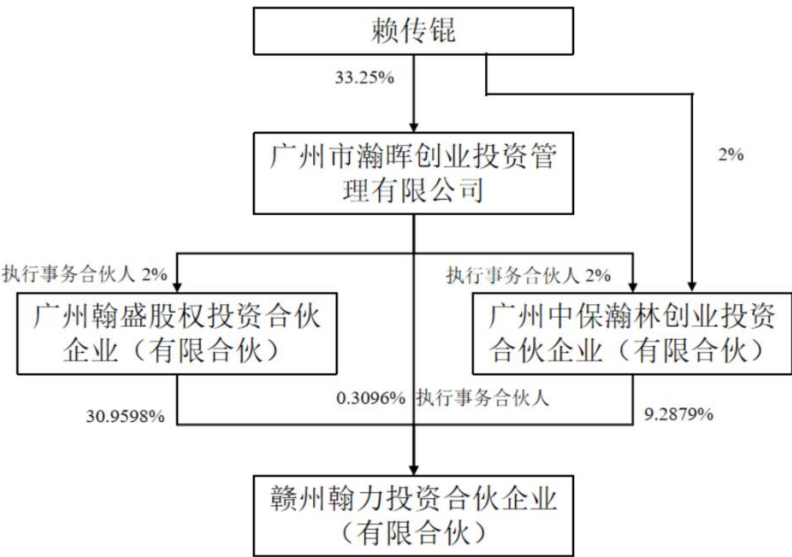 赖传锟
33.25%
2%
广州市瀚晖创业投资管
理有限公司
执行事务合伙人 2%
执行事务合伙人 2%
广州翰盛股权投资合伙
企业（有限合伙）
广州中保瀚林创业投资
合伙企业（有限合伙）
30.9598%
0.3096% 执行事务合伙人
9.2879%
赣州翰力投资合伙企业
（有限合伙）